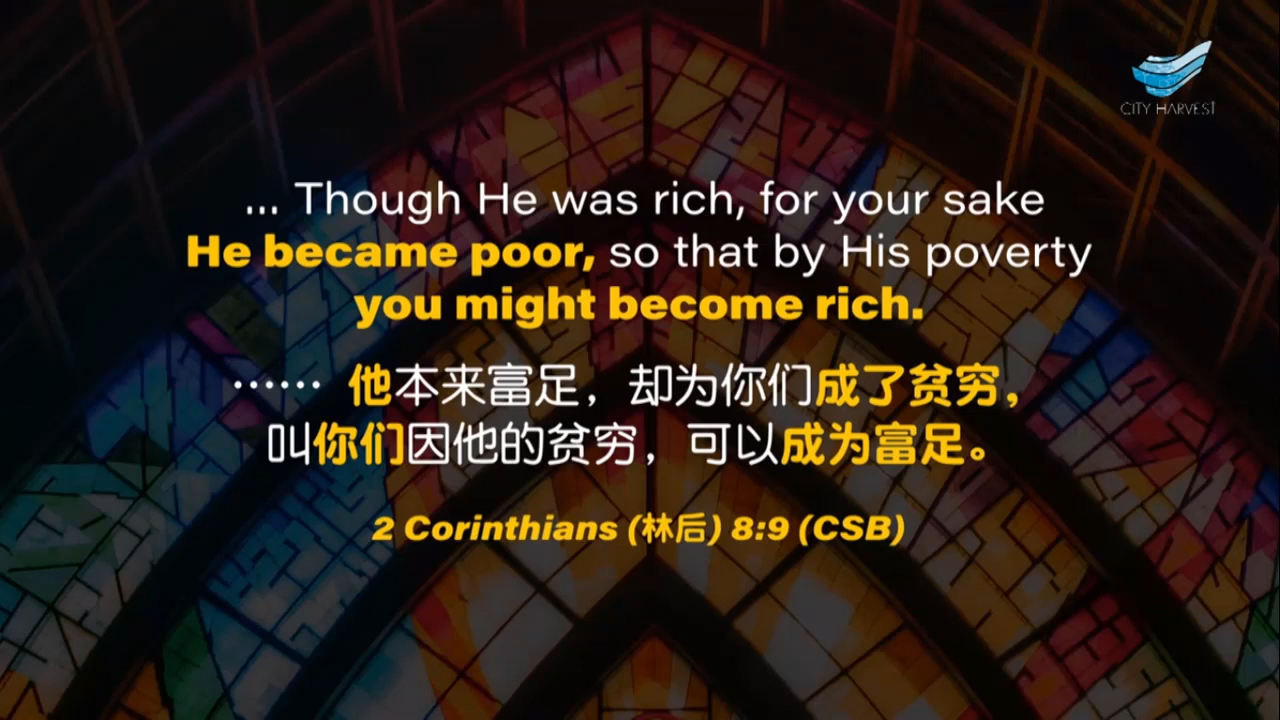 CITY HARVEST
... Though He was rich, for your sake
He became poor, so that by His poverty
you might become rich.
…… 他本来富足，却为你们成了贫穷，
叫你们因他的贫穷，可以成为富足。
2 Corinthians (林后) 8:9 (CSB)